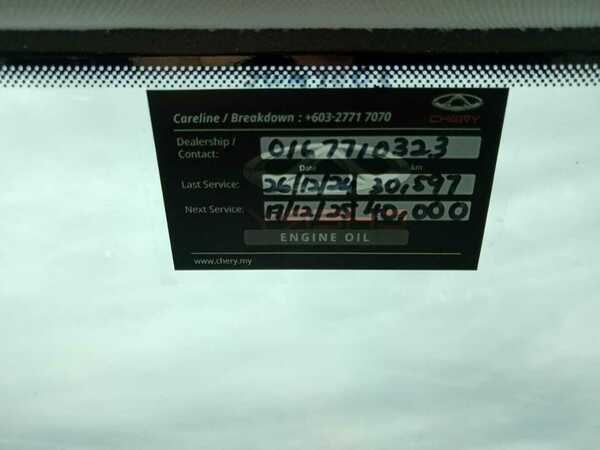 Careline / Breakdown : +603-2771 7070
CHERY
Dealership / Contact: 0167710323
Date km
Last Service: 26/12/24 30,597
Next Service: 17/12/25 40,000
ENGINE OIL
www.chery.my